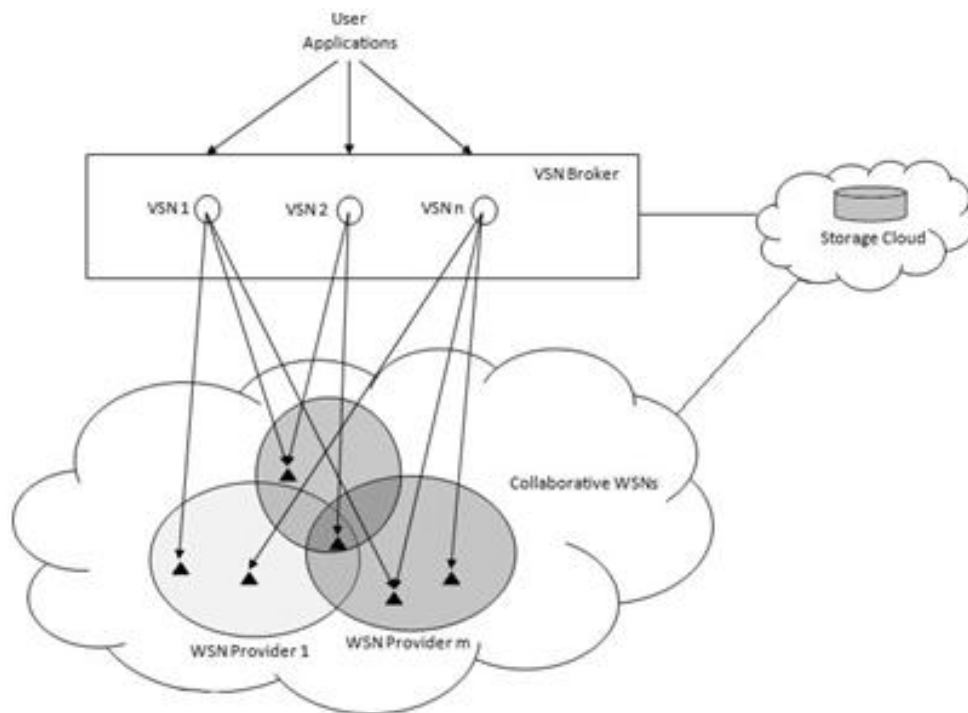 User
Applications
VSN Broker
VSN 1
VSN 2
VSN n
Storage Cloud
Collaborative WSNs
WSN Provider 1
WSN Provider m